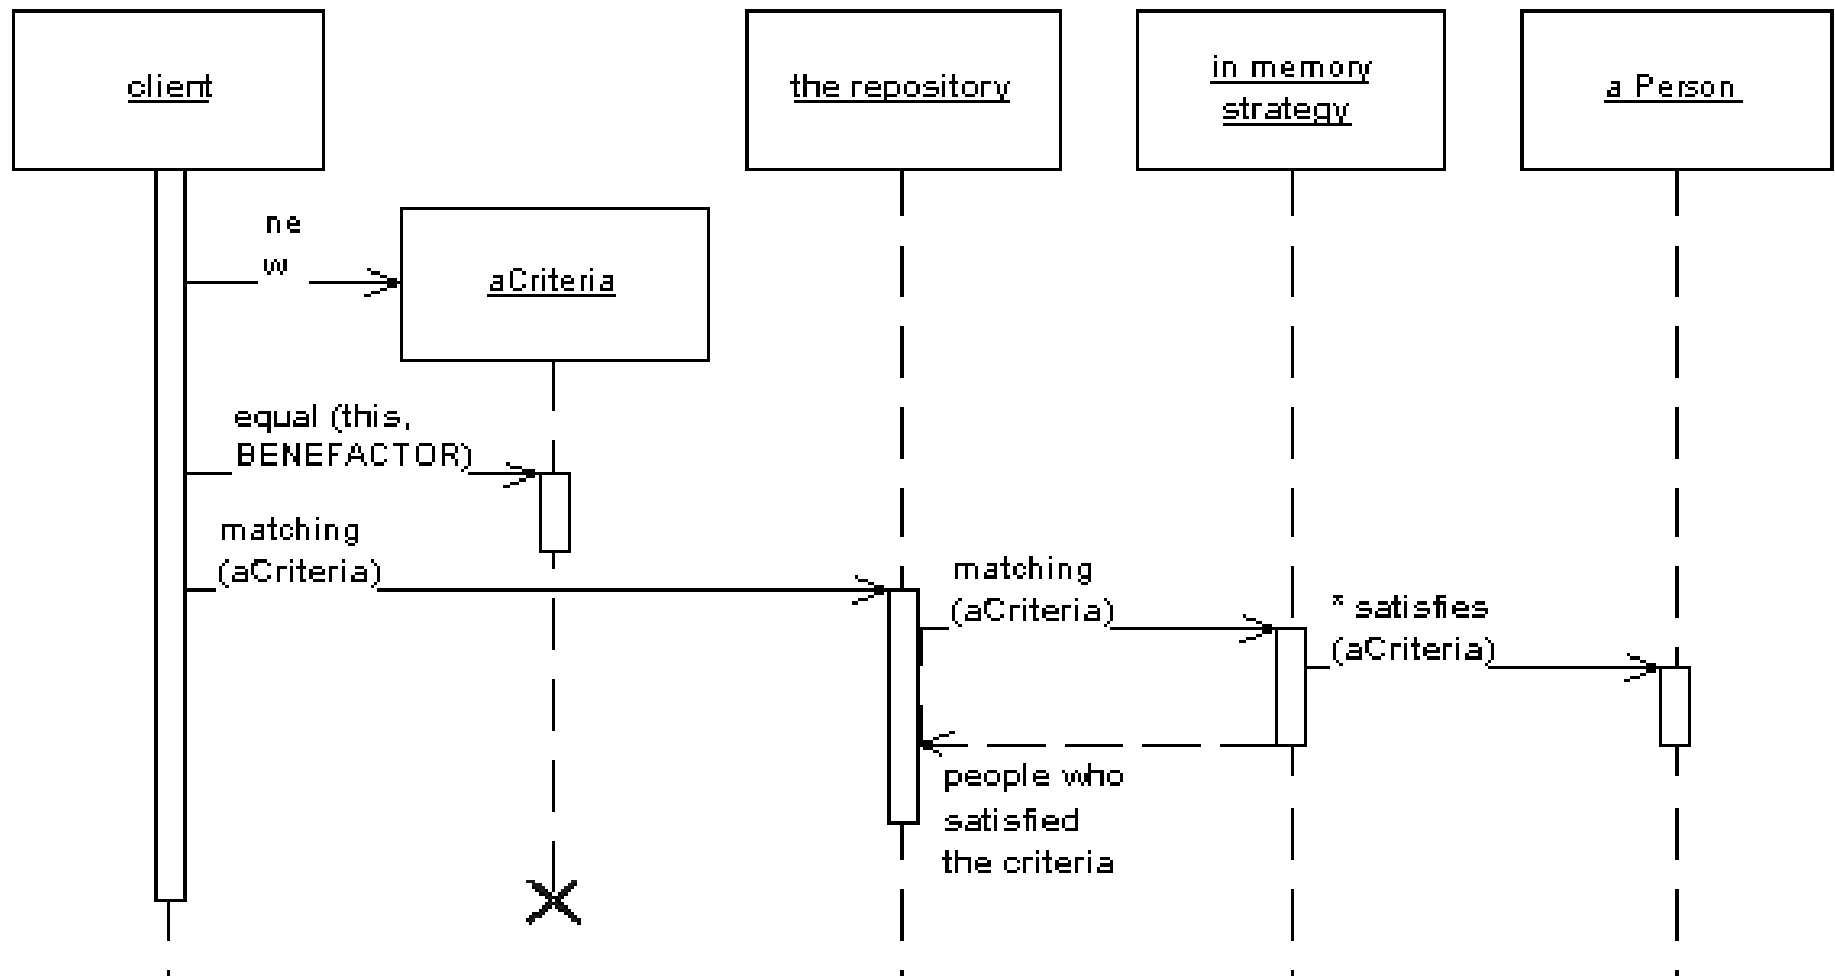 client
the repository
in memory
strategy
a Person
ne
w
aCriteria
equal (this,
BENEFACTOR)
matching
(aCriteria)
matching
(aCriteria)
* satisfies
(aCriteria)
people who
satisfied
the criteria